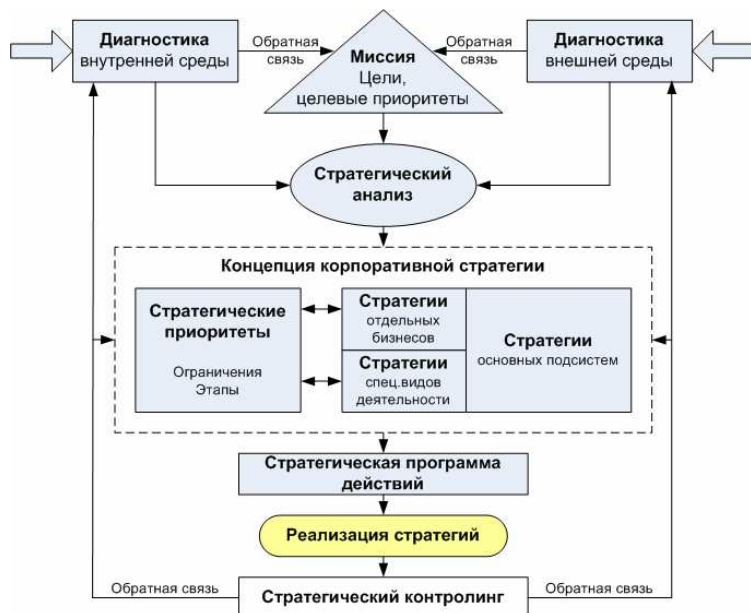 Диагностика
внутренней среды
Обратная
связь
Миссия
Цели,
целевые приоритеты
Обратная
связь
Диагностика
внешней среды
Стратегический
анализ
Концепция корпоративной стратегии
Стратегические
приоритеты
Ограничения
Этапы
Стратегии
отдельных
бизнесов
Стратегии
спец.видов
деятельности
Стратегии
основных подсистем
Стратегическая программа
действий
Реализация стратегий
Обратная связь
Стратегический контролинг
Обратная связь